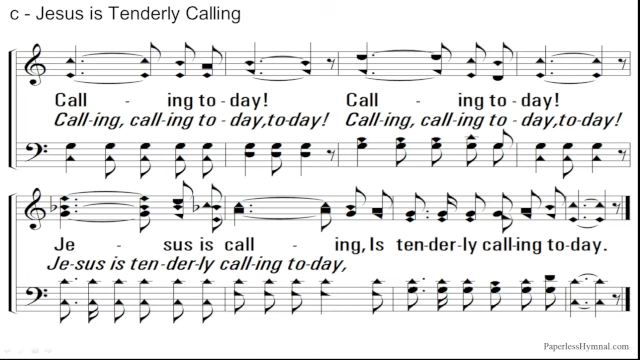 c - Jesus is Tenderly Calling
Call - ing to - day! Call - ing to - day!
Call-ing, call-ing to - day,to-day! Call-ing, call-ing to - day,to-day!
Je - sus is call - ing, Is ten-der-ly call-ing to-day.
Je-sus is ten-der-ly call-ing to-day,
PaperlessHymnal.com